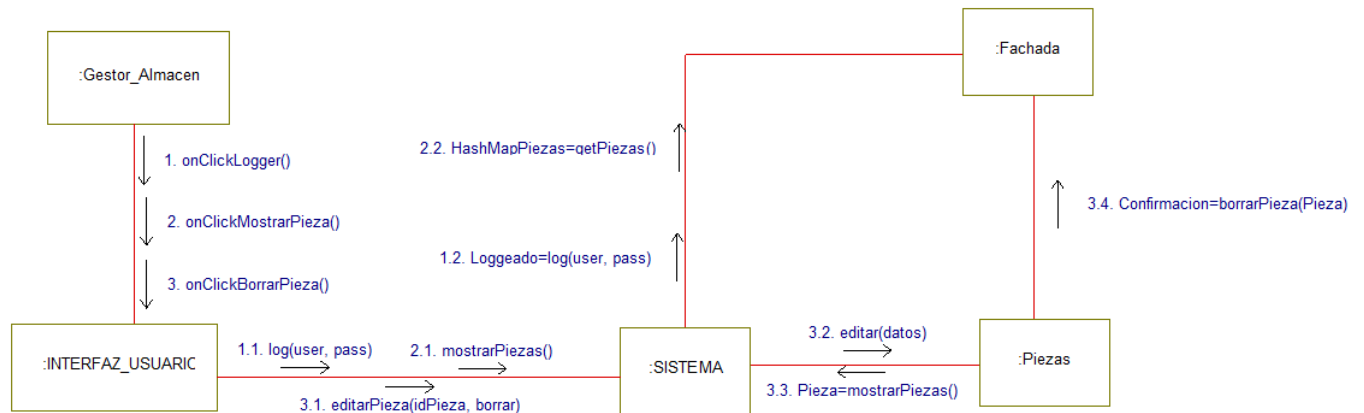 :Gestor_Almacen
:Fachada
1. onClickLogger()
2.2. HashMapPiezas=getPiezas()
2. onClickMostrarPieza()
3.4. Confirmacion=borrarPieza(Pieza)
1.2. Loggeado=log(user, pass)
3. onClickBorrarPieza()
:INTERFAZ_USUARIO
1.1. log(user, pass)
2.1. mostrarPiezas()
3.1. editarPieza(idPieza, borrar)
:SISTEMA
3.2. editar(datos)
3.3. Pieza=mostrarPiezas()
:Piezas